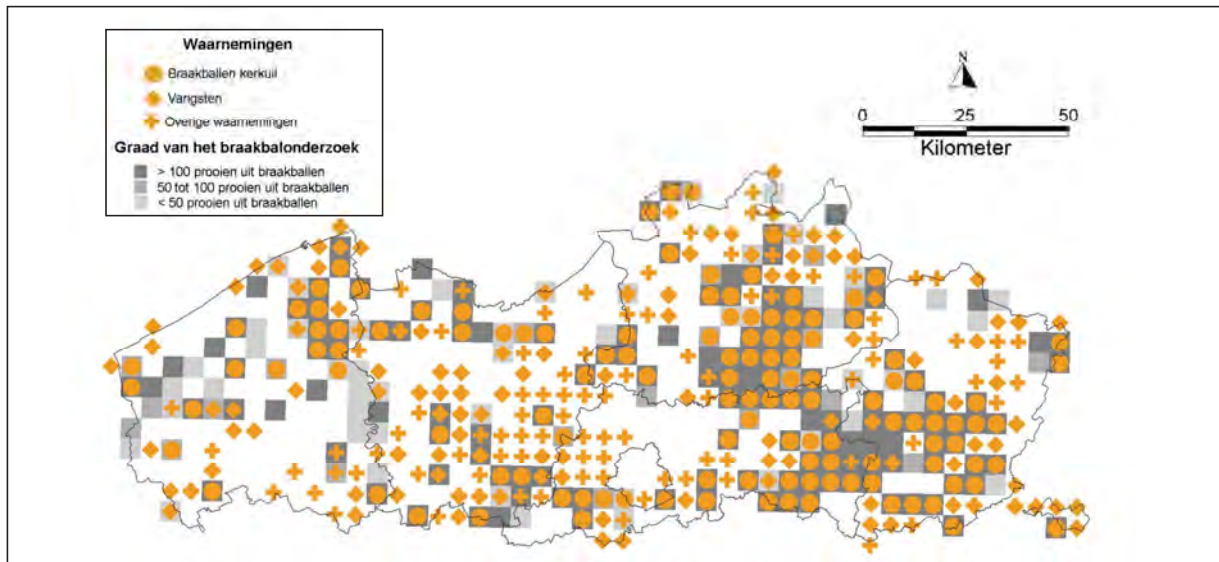 Waarnemingen
Braakballen kerkuil
Vangsten
Overige waarnemingen
Graad van het braakbalonderzoek
> 100 prooien uit braakballen
50 tot 100 prooien uit braakballen
< 50 prooien uit braakballen
N
0 25 50
Kilometer